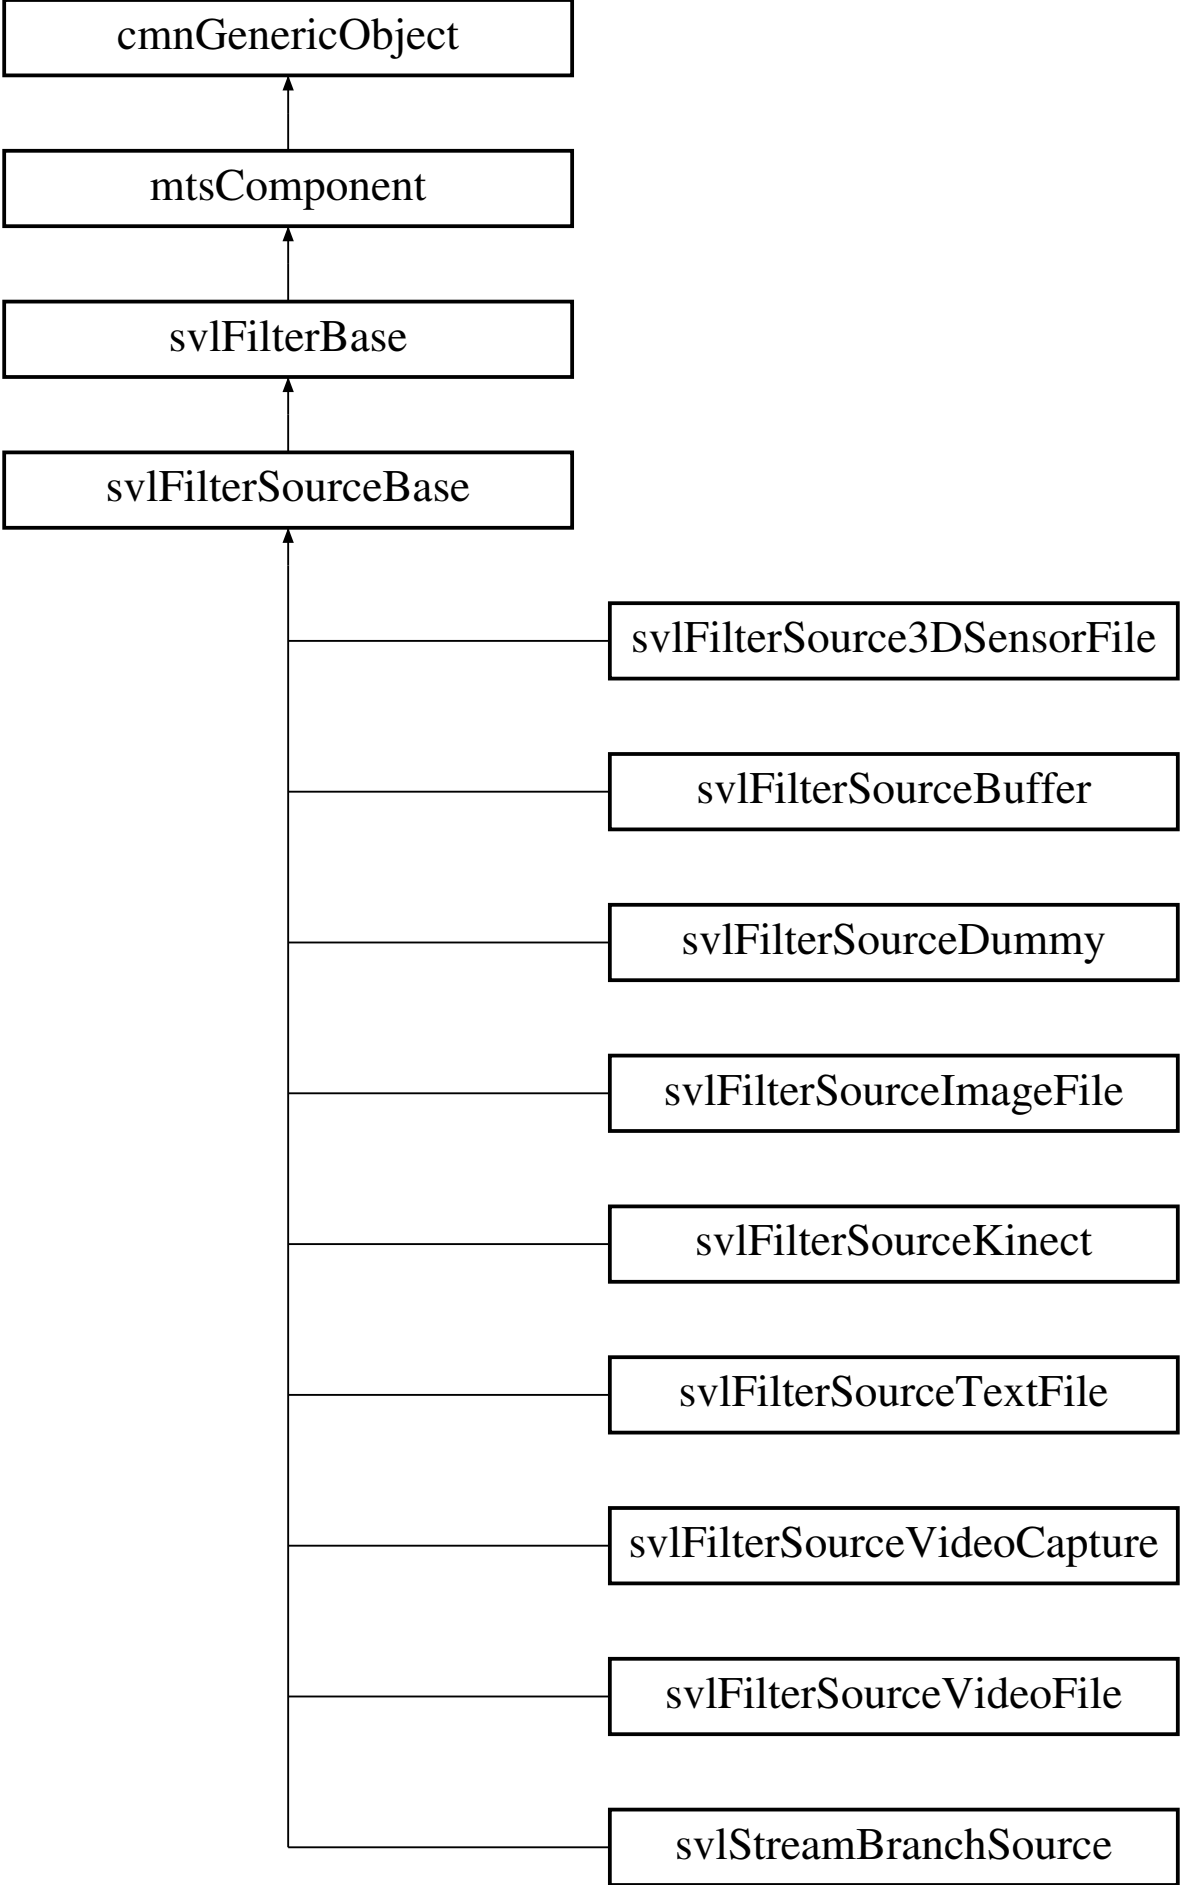 cmnGenericObject
mtsComponent
svlFilterBase
svlFilterSourceBase
svlFilterSource3DSensorFile
svlFilterSourceBuffer
svlFilterSourceDummy
svlFilterSourceImageFile
svlFilterSourceKinect
svlFilterSourceTextFile
svlFilterSourceVideoCapture
svlFilterSourceVideoFile
svlStreamBranchSource